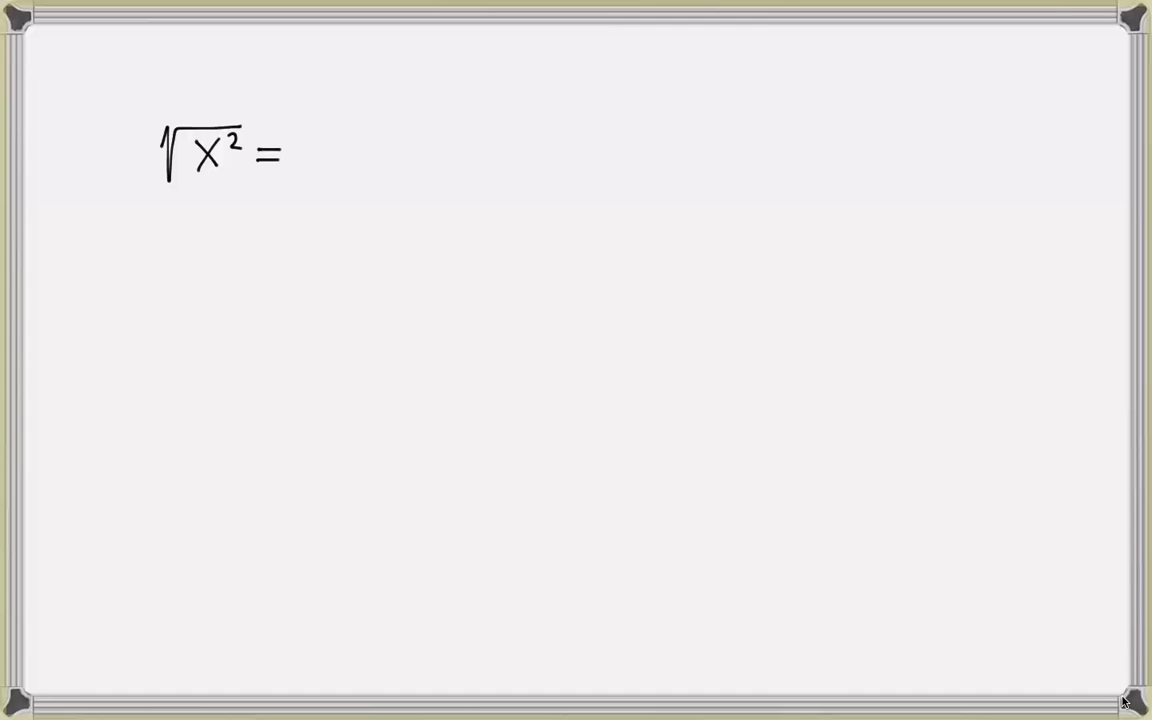 √x² =